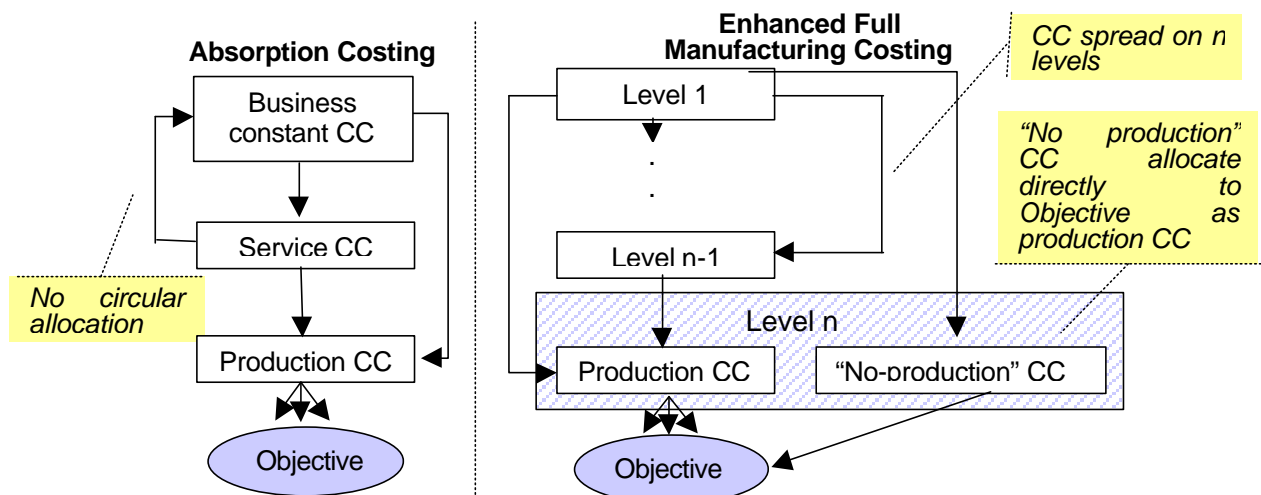 Absorption Costing
Business
constant CC
Service CC
No circular
allocation
Production CC
Objective
Enhanced Full
Manufacturing Costing
CC spread on n
levels
Level 1
.
.
Level n-1
"No production"
CC allocate
directly to
Objective as
production CC
Level n
Production CC
“No-production” CC
Objective